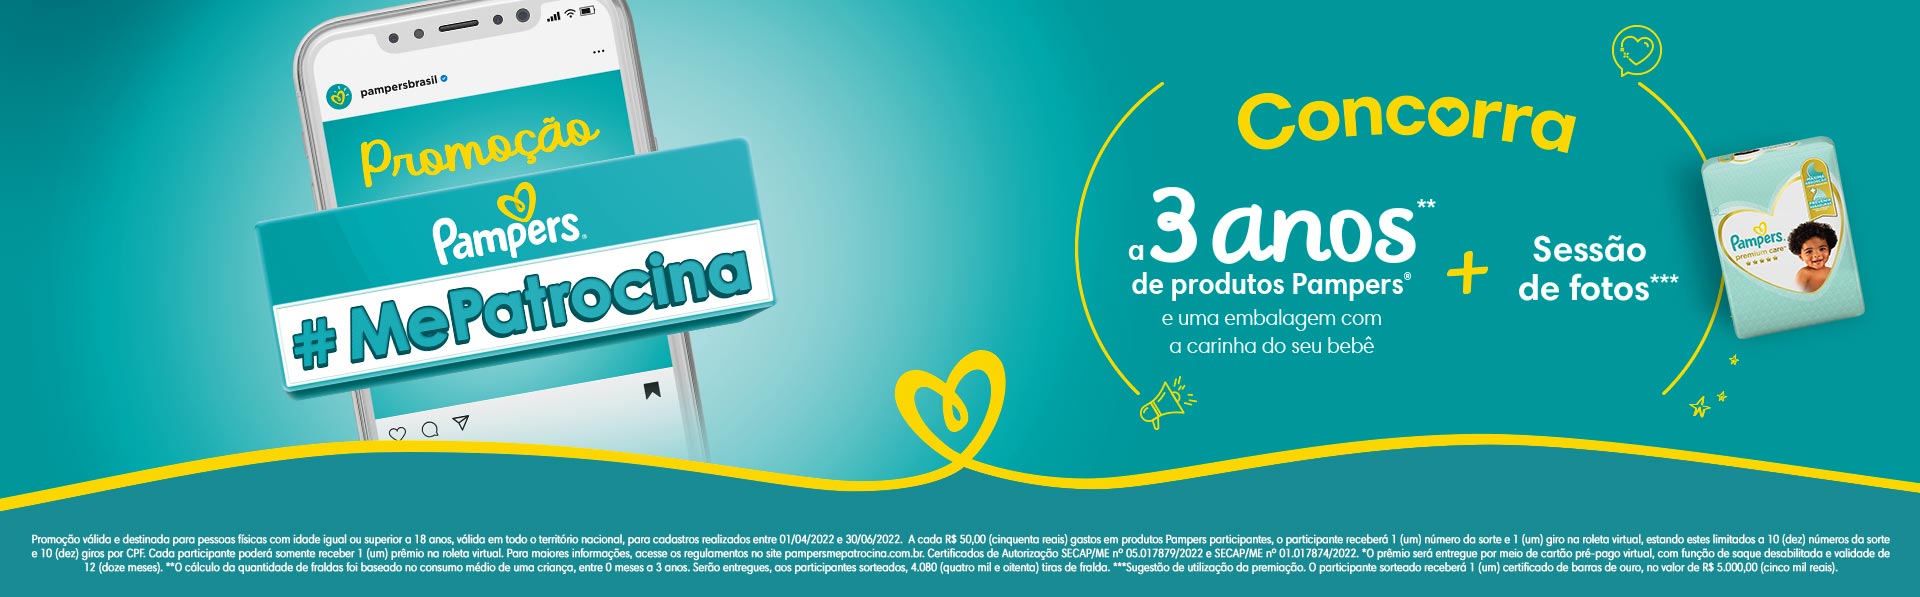 pampersbrasil
Promoção
Pampers®
#MePatrocina
Concorra
a 3 anos**
de produtos Pampers®
e uma embalagem com
a carinha do seu bebê
+
Sessão
de fotos***
Pampers
premium care
Promoção válida e destinada para pessoas físicas com idade igual ou superior a 18 anos, válida em todo o território nacional, para cadastros realizados entre 01/04/2022 e 30/06/2022. A cada R$ 50,00 (cinquenta reais) gastos em produtos Pampers participantes, o participante receberá 1 (um) número da sorte e 1 (um) giro na roleta virtual, estando estes limitados a 10 (dez) números da sorte
e 10 (dez) giros por CPF. Cada participante poderá somente receber 1 (um) prêmio na roleta virtual. Para maiores informações, acesse os regulamentos no site pampersmepatrocina.com.br. Certificados de Autorização SECAP/ME nº 05.017879/2022 e SECAP/ME nº 01.017874/2022. *O prêmio será entregue por meio de cartão pré-pago virtual, com função de saque desabilitada e validade de
12 (doze meses). **O cálculo da quantidade de fraldas foi baseado no consumo médio de uma criança, entre 0 meses a 3 anos. Serão entregues, aos participantes sorteados, 4.080 (quatro mil e oitenta) tiras de fralda. ***Sugestão de utilização da premiação. O participante sorteado receberá 1 (um) certificado de barras de ouro, no valor de R$ 5.000,00 (cinco mil reais).